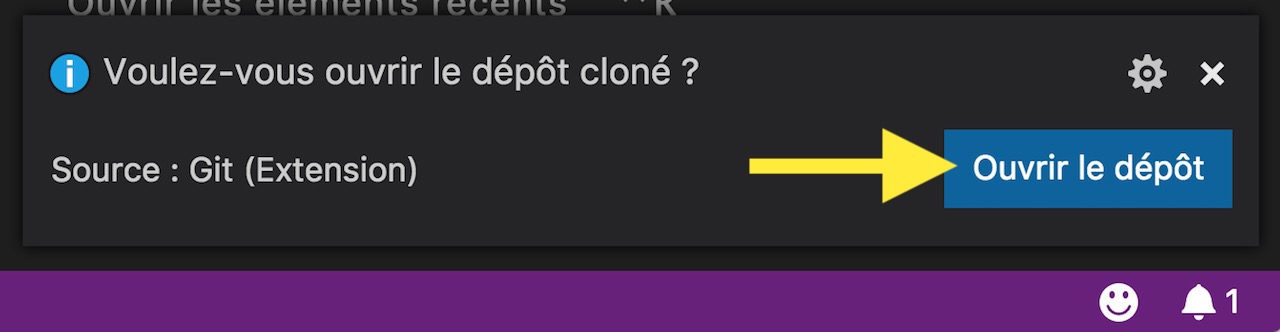 Ouvrir les éléments récents ^R
Voulez-vous ouvrir le dépôt cloné ?
Source : Git (Extension)
Ouvrir le dépôt
1